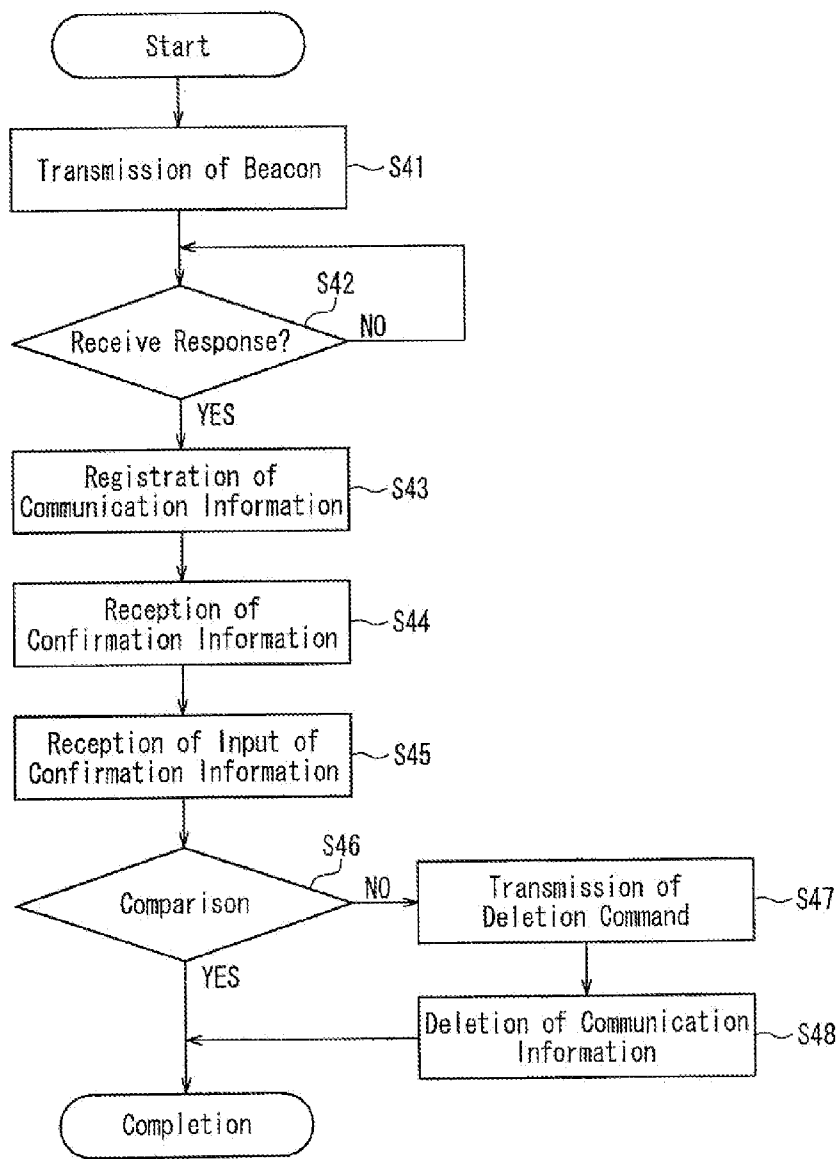 Start
Transmission of Beacon
S41
S42
Receive Response?
NO
YES
Registration of
Communication Information
S43
Reception of
Confirmation Information
S44
Reception of Input of
Confirmation Information
S45
S46
Comparison
NO
YES
Transmission of
Deletion Command
S47
Deletion of Communication
Information
S48
Completion